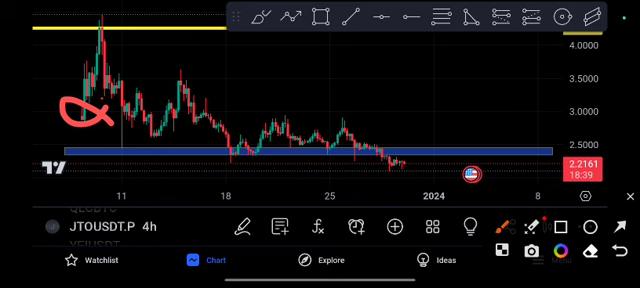 4.0000
3.5000
3.0000
2.5000
2.2161
18:39
11
18
25
2024
8
JTOUSDT.P 4h
Watchlist
Chart
Explore
Ideas
Menu